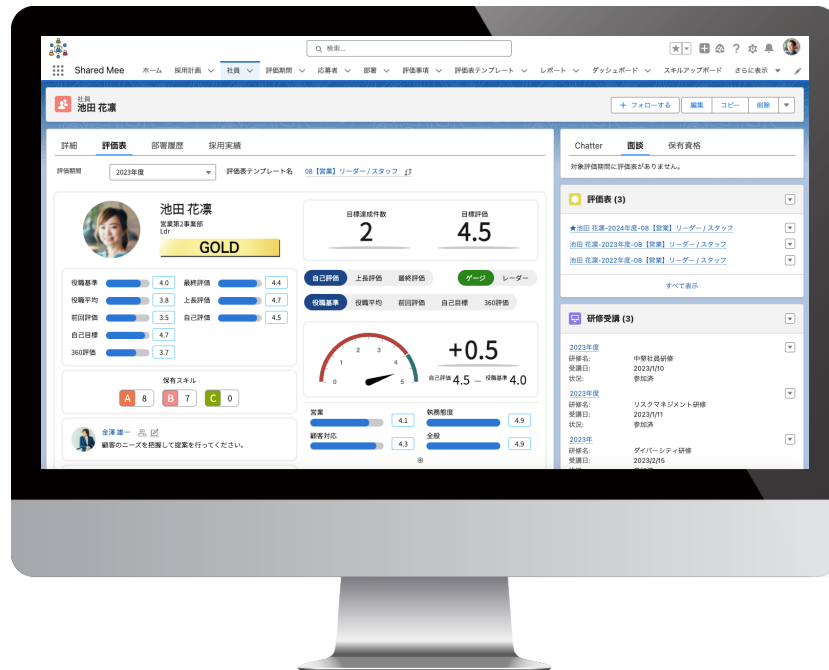 検索...
Shared Mee ホーム 採用計画 社員 評価期間 応募者 部署 評価事項 評価表テンプレート レポート ダッシュボード スキルアップボード さらに表示
社員
池田 花凛
+ フォローする 編集 コピー 削除
詳細 評価表 部署履歴 採用実績
評価期間 2023年度 評価表テンプレート名 08【営業】リーダー / スタッフ
池田 花凛
営業第2事業部
Ldr
GOLD
目標達成件数 目標評価
2 4.5
役職基準 4.0 最終評価 4.4
役職平均 3.8 上長評価 4.7
前回評価 3.5 自己評価 4.5
自己目標 4.7
360評価 3.7
自己評価 上長評価 最終評価 ゲージ レーダー
役職基準 役職平均 前回評価 自己目標 360評価
0 1 2 3 4 5
+0.5
自己評価 4.5 — 役職基準 4.0
保有スキル
A 8 B 7 C 0
金澤 雄一
顧客のニーズを把握して提案を行ってください。
営業 4.1 執務態度 4.9
顧客対応 4.3 全般 4.9
Chatter 面談 保有資格
対象評価期間に評価表がありません。
評価表 (3)
★池田 花凛-2024年度-08【営業】リーダー / スタッフ
池田 花凛-2023年度-08【営業】リーダー / スタッフ
池田 花凛-2022年度-08【営業】リーダー / スタッフ
すべて表示
研修受講 (3)
2023年度
研修名: 中堅社員研修
受講日: 2023/1/10
状況: 参加済
2023年度
研修名: リスクマネジメント研修
受講日: 2023/1/11
状況: 参加済
2023年
研修名: ダイバーシティ研修
受講日: 2023/2/15